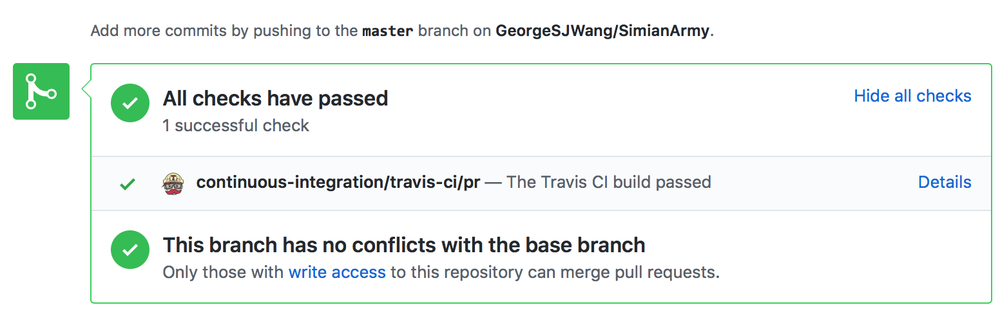 Add more commits by pushing to the master branch on GeorgeSJWang/SimianArmy.
All checks have passed
Hide all checks
1 successful check
continuous-integration/travis-ci/pr — The Travis CI build passed
Details
This branch has no conflicts with the base branch
Only those with write access to this repository can merge pull requests.